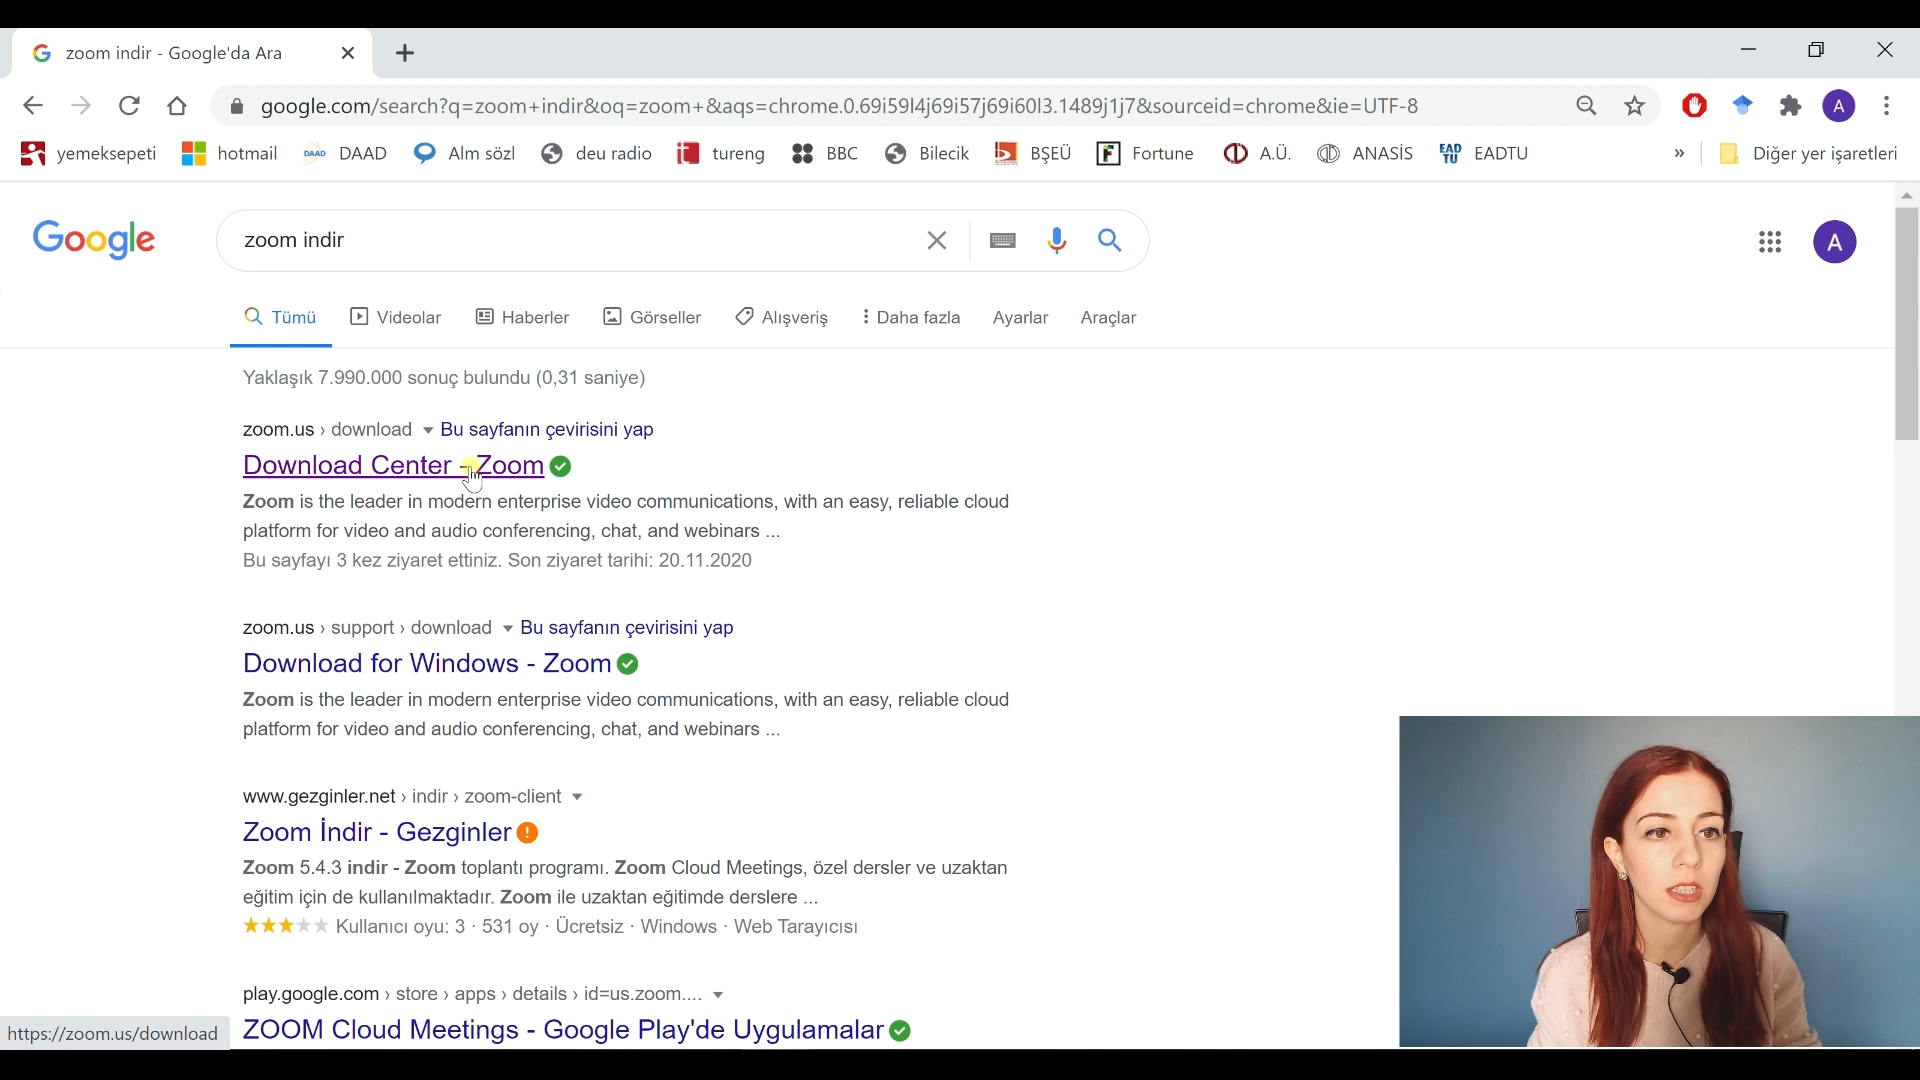 zoom indir - Google'da Ara
google.com/search?q=zoom+indir&oq=zoom+&aqs=chrome.0.69i59l4j69i57j69i60l3.1489j1j7&sourceid=chrome&ie=UTF-8
A
yemeksepeti hotmail DAAD DAAD Alm sözl deu radio tureng BBC Bilecik BŞEÜ F Fortune A.Ü. ANASİS EAD TU EADTU » Diğer yer işaretleri
Google
zoom indir
A
Tümü Videolar Haberler Görseller Alışveriş Daha fazla Ayarlar Araçlar
Yaklaşık 7.990.000 sonuç bulundu (0,31 saniye)
zoom.us › download Bu sayfanın çevirisini yap
Download Center - Zoom
Zoom is the leader in modern enterprise video communications, with an easy, reliable cloud
platform for video and audio conferencing, chat, and webinars ...
Bu sayfayı 3 kez ziyaret ettiniz. Son ziyaret tarihi: 20.11.2020
zoom.us › support › download Bu sayfanın çevirisini yap
Download for Windows - Zoom
Zoom is the leader in modern enterprise video communications, with an easy, reliable cloud
platform for video and audio conferencing, chat, and webinars ...
www.gezginler.net › indir › zoom-client
Zoom İndir - Gezginler
Zoom 5.4.3 indir - Zoom toplantı programı. Zoom Cloud Meetings, özel dersler ve uzaktan
eğitim için de kullanılmaktadır. Zoom ile uzaktan eğitimde derslere ...
Kullanıcı oyu: 3 · 531 oy · Ücretsiz · Windows · Web Tarayıcısı
play.google.com › store › apps › details › id=us.zoom....
ZOOM Cloud Meetings - Google Play'de Uygulamalar
https://zoom.us/download